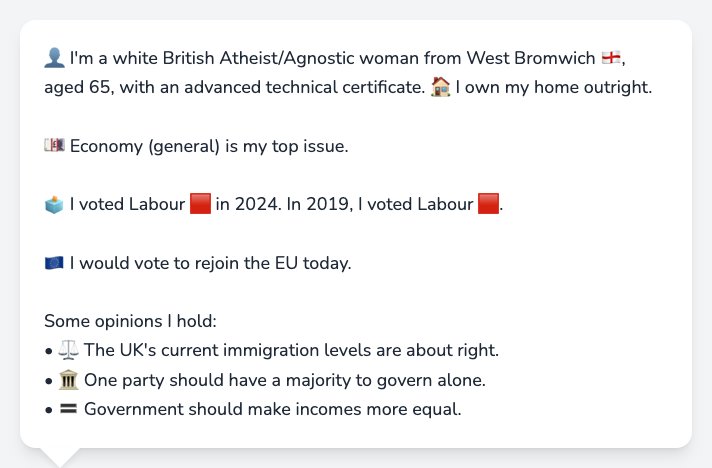 👤 I'm a white British Atheist/Agnostic woman from West Bromwich 🏴󠁧󠁢󠁥󠁮󠁧󠁿,
aged 65, with an advanced technical certificate. 🏠 I own my home outright.
💷 Economy (general) is my top issue.
🗳️ I voted Labour 🟥 in 2024. In 2019, I voted Labour 🟥.
🇪🇺 I would vote to rejoin the EU today.
Some opinions I hold:
• ⚖️ The UK's current immigration levels are about right.
• 🏛️ One party should have a majority to govern alone.
• 🟰 Government should make incomes more equal.